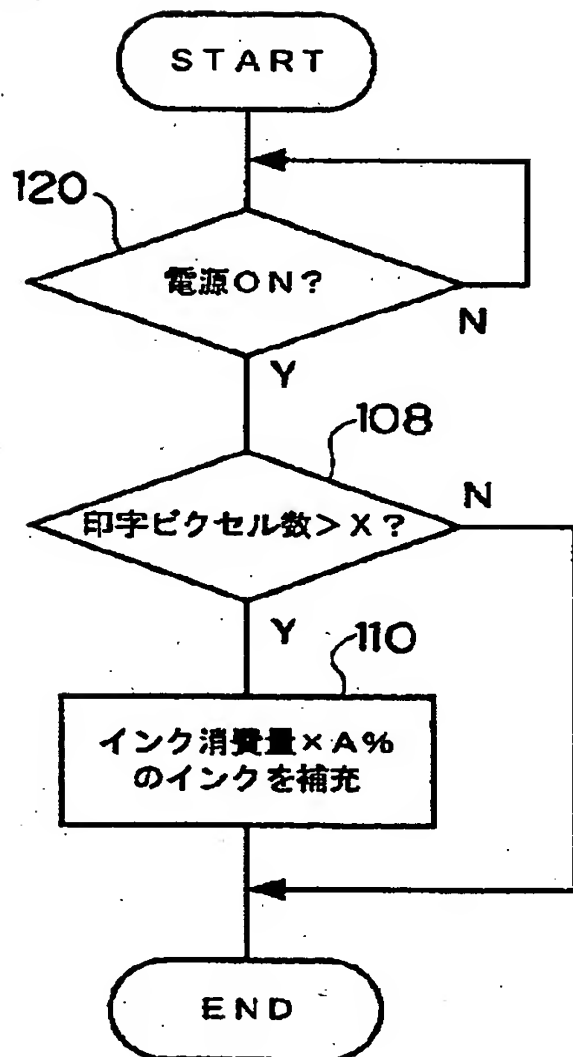 START
120
電源ON?
N
Y
108
印字ピクセル数>X?
N
Y
110
インク消費量×A%
のインクを補充
END